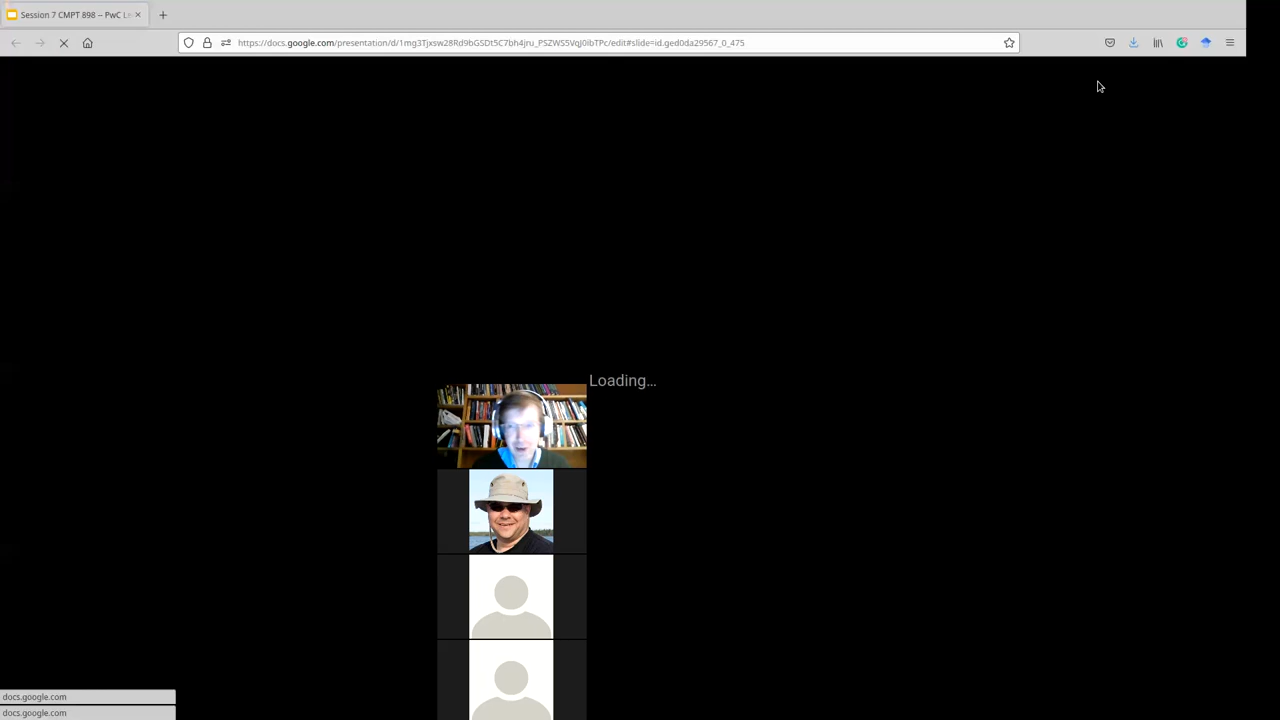 Session 7 CMPT 898 – PwC Le
https://docs.google.com/presentation/d/1mg3Tjxsw28Rd9bGSDt5C7bh4jru_PSZWS5VqJ0ibTPc/edit#slide=id.ged0da29567_0_475
Loading...
docs.google.com
docs.google.com